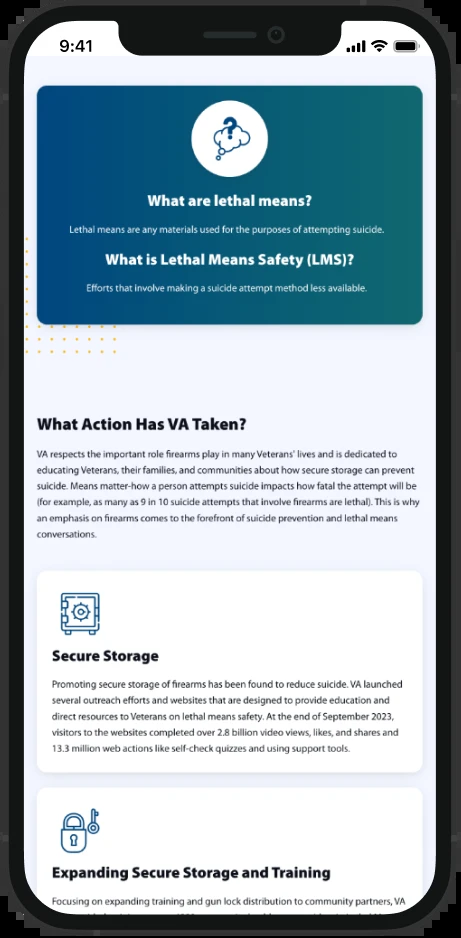 9:41
What are lethal means?
Lethal means are any materials used for the purposes of attempting suicide.
What is Lethal Means Safety (LMS)?
Efforts that involve making a suicide attempt method less available.
What Action Has VA Taken?
VA respects the important role firearms play in many Veterans' lives and is dedicated to
educating Veterans, their families, and communities about how secure storage can prevent
suicide. Means matter-how a person attempts suicide impacts how fatal the attempt will be
(for example, as many as 9 in 10 suicide attempts that involve firearms are lethal). This is why
an emphasis on firearms comes to the forefront of suicide prevention and lethal means
conversations.
Secure Storage
Promoting secure storage of firearms has been found to reduce suicide. VA launched
several outreach efforts and websites that are designed to provide education and
direct resources to Veterans on lethal means safety. At the end of September 2023,
visitors to the websites completed over 2.8 billion video views, likes, and shares and
13.3 million web actions like self-check quizzes and using support tools.
Expanding Secure Storage and Training
Focusing on expanding training and gun lock distribution to community partners, VA